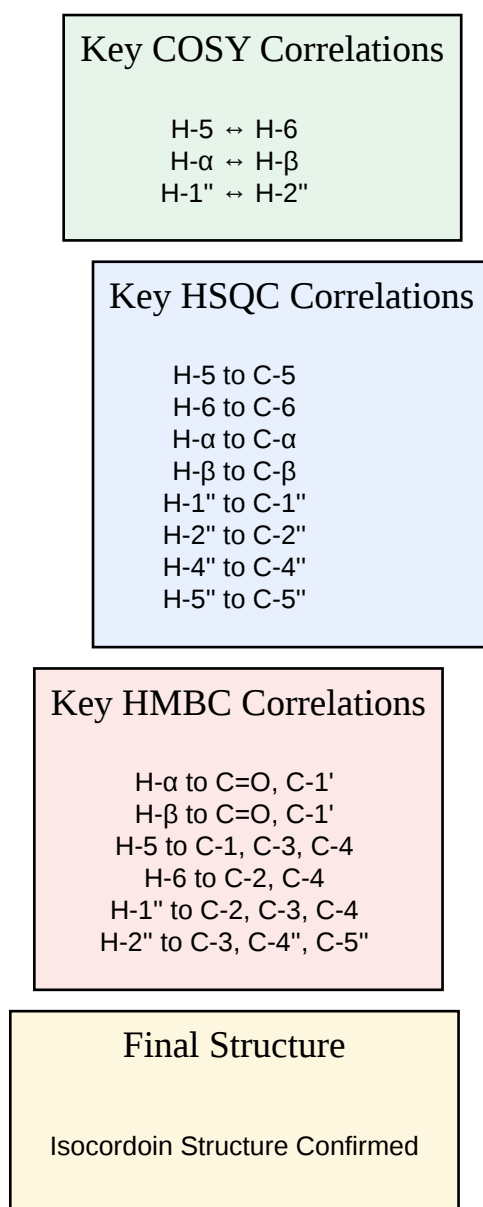 Key COSY Correlations
H-5 ↔ H-6
H-α ↔ H-β
H-1'' ↔ H-2''
Key HSQC Correlations
H-5 to C-5
H-6 to C-6
H-α to C-α
H-β to C-β
H-1'' to C-1''
H-2'' to C-2''
H-4'' to C-4''
H-5'' to C-5''
Key HMBC Correlations
H-α to C=O, C-1'
H-β to C=O, C-1'
H-5 to C-1, C-3, C-4
H-6 to C-2, C-4
H-1'' to C-2, C-3, C-4
H-2'' to C-3, C-4'', C-5''
Final Structure
Isocordoin Structure Confirmed